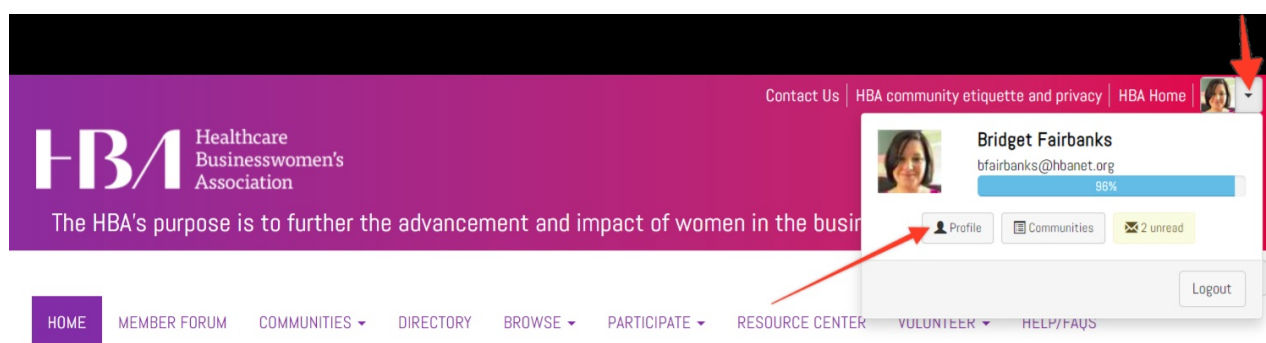 Contact Us | HBA community etiquette and privacy | HBA Home |
HBA
Healthcare
Businesswomen's
Association
The HBA's purpose is to further the advancement and impact of women in the busin
Bridget Fairbanks
bfairbanks@hbanet.org
96%
Profile
Communities
2 unread
Logout
HOME MEMBER FORUM COMMUNITIES DIRECTORY BROWSE PARTICIPATE RESOURCE CENTER VOLUNTEER HELP/FAQS